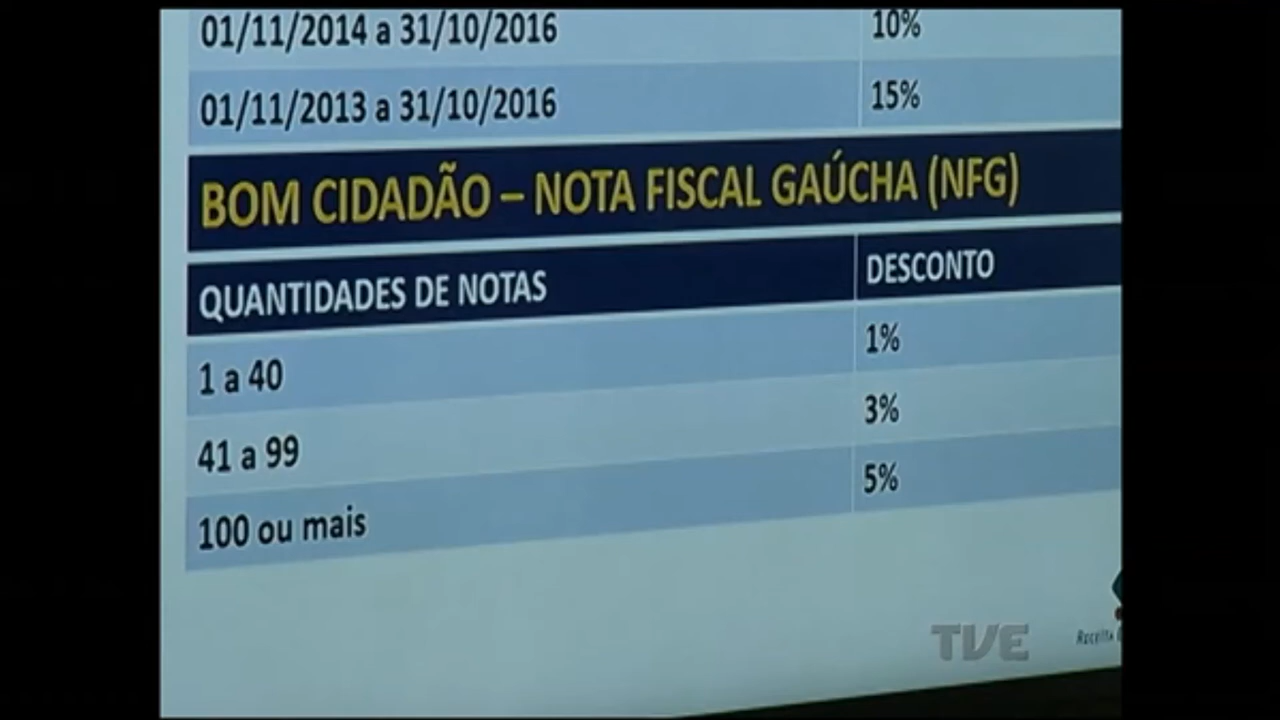 01/11/2014 a 31/10/2016 10%
01/11/2013 a 31/10/2016 15%
BOM CIDADÃO – NOTA FISCAL GAÚCHA (NFG)
QUANTIDADES DE NOTAS DESCONTO
1 a 40 1%
41 a 99 3%
100 ou mais 5%
TVE
Receita